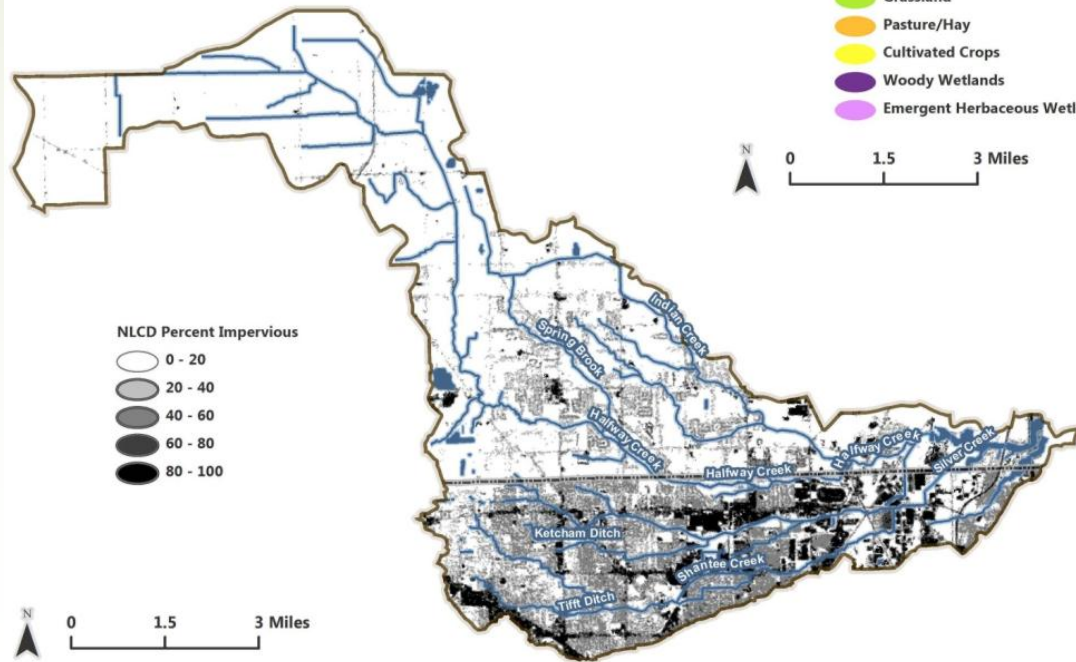 Grassland
Pasture/Hay
Cultivated Crops
Woody Wetlands
Emergent Herbaceous Wetl
N
0 1.5 3 Miles
Indian Creek
Spring Brook
NLCD Percent Impervious
0 - 20
20 - 40
40 - 60
60 - 80
80 - 100
Halfway Creek
Halfway Creek
Silver Creek
Halfway Creek
Ketcham Ditch
Shantee Creek
Tifft Ditch
N
0 1.5 3 Miles